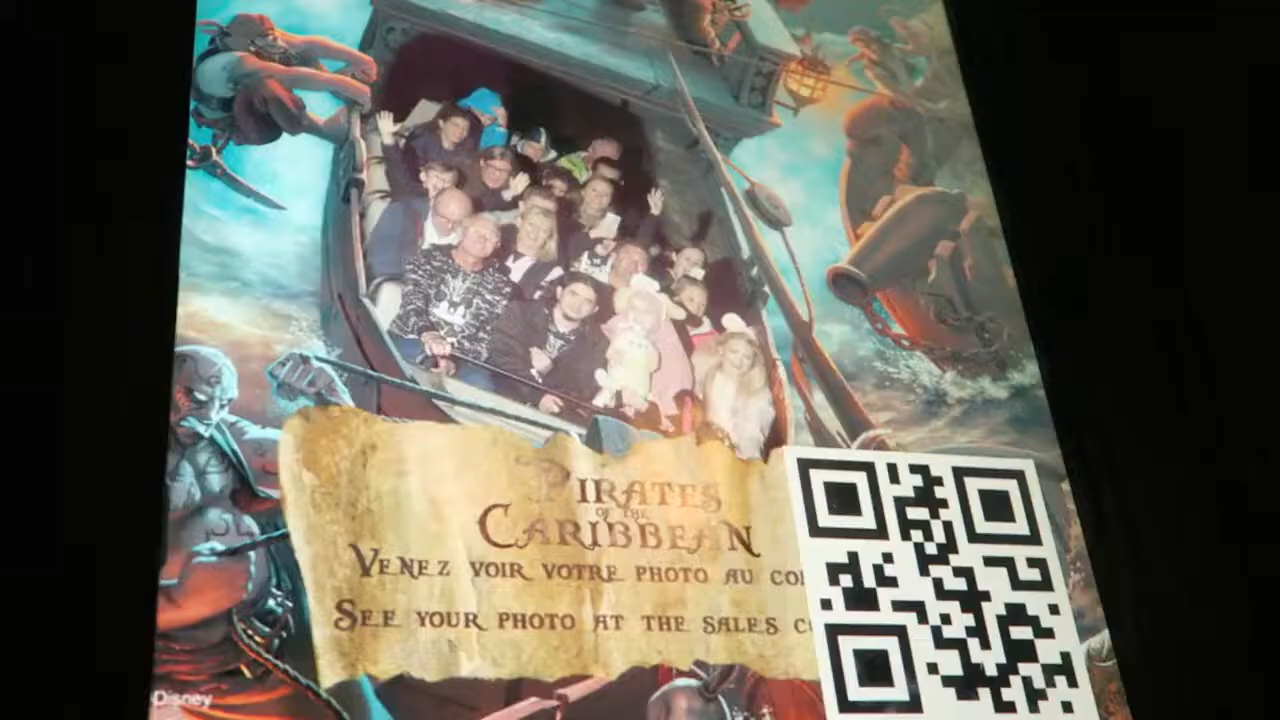 PIRATES
OF THE
CARIBBEAN
VENEZ VOIR VOTRE PHOTO AU
SEE YOUR PHOTO AT THE SALES
Disney